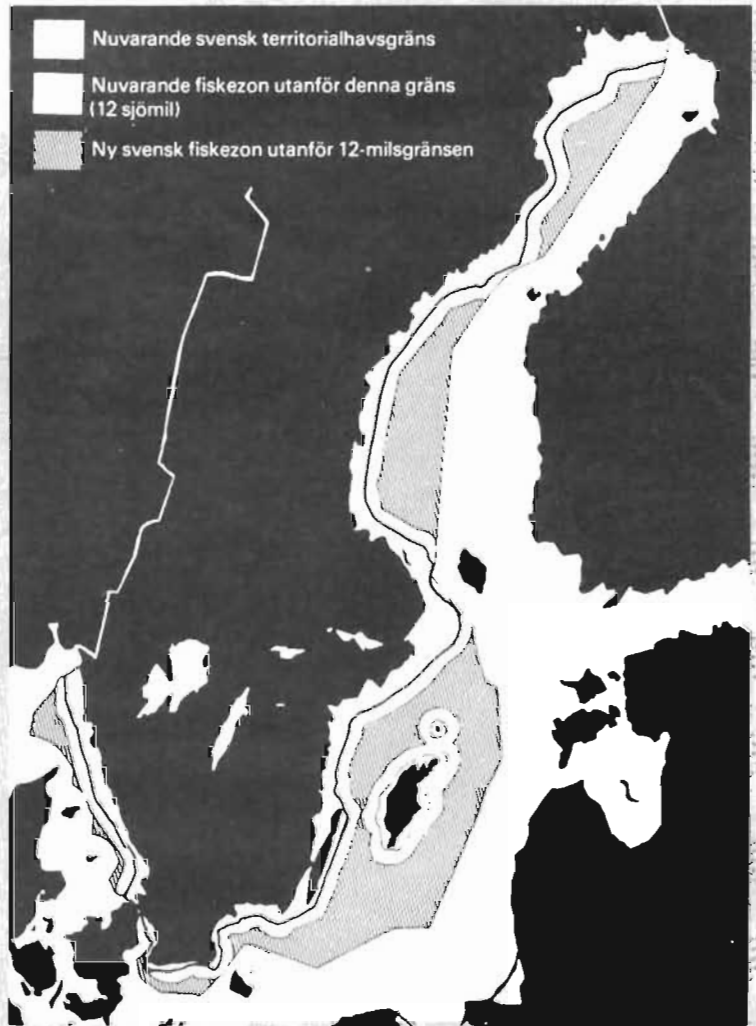 Nuvarande svensk territorialhavsgräns
Nuvarande fiskezon utanför denna gräns
(12 sjömil)
Ny svensk fiskezon utanför 12-milsgränsen